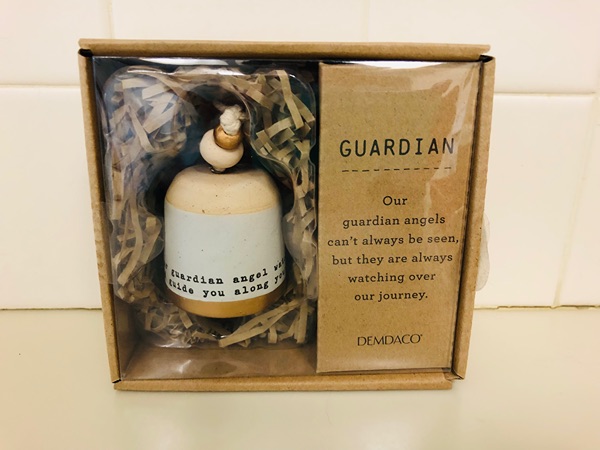 guardian angel
guide you along
GUARDIAN
Our
guardian angels
can't always be seen,
but they are always
watching over
our journey.
DEMDACO®